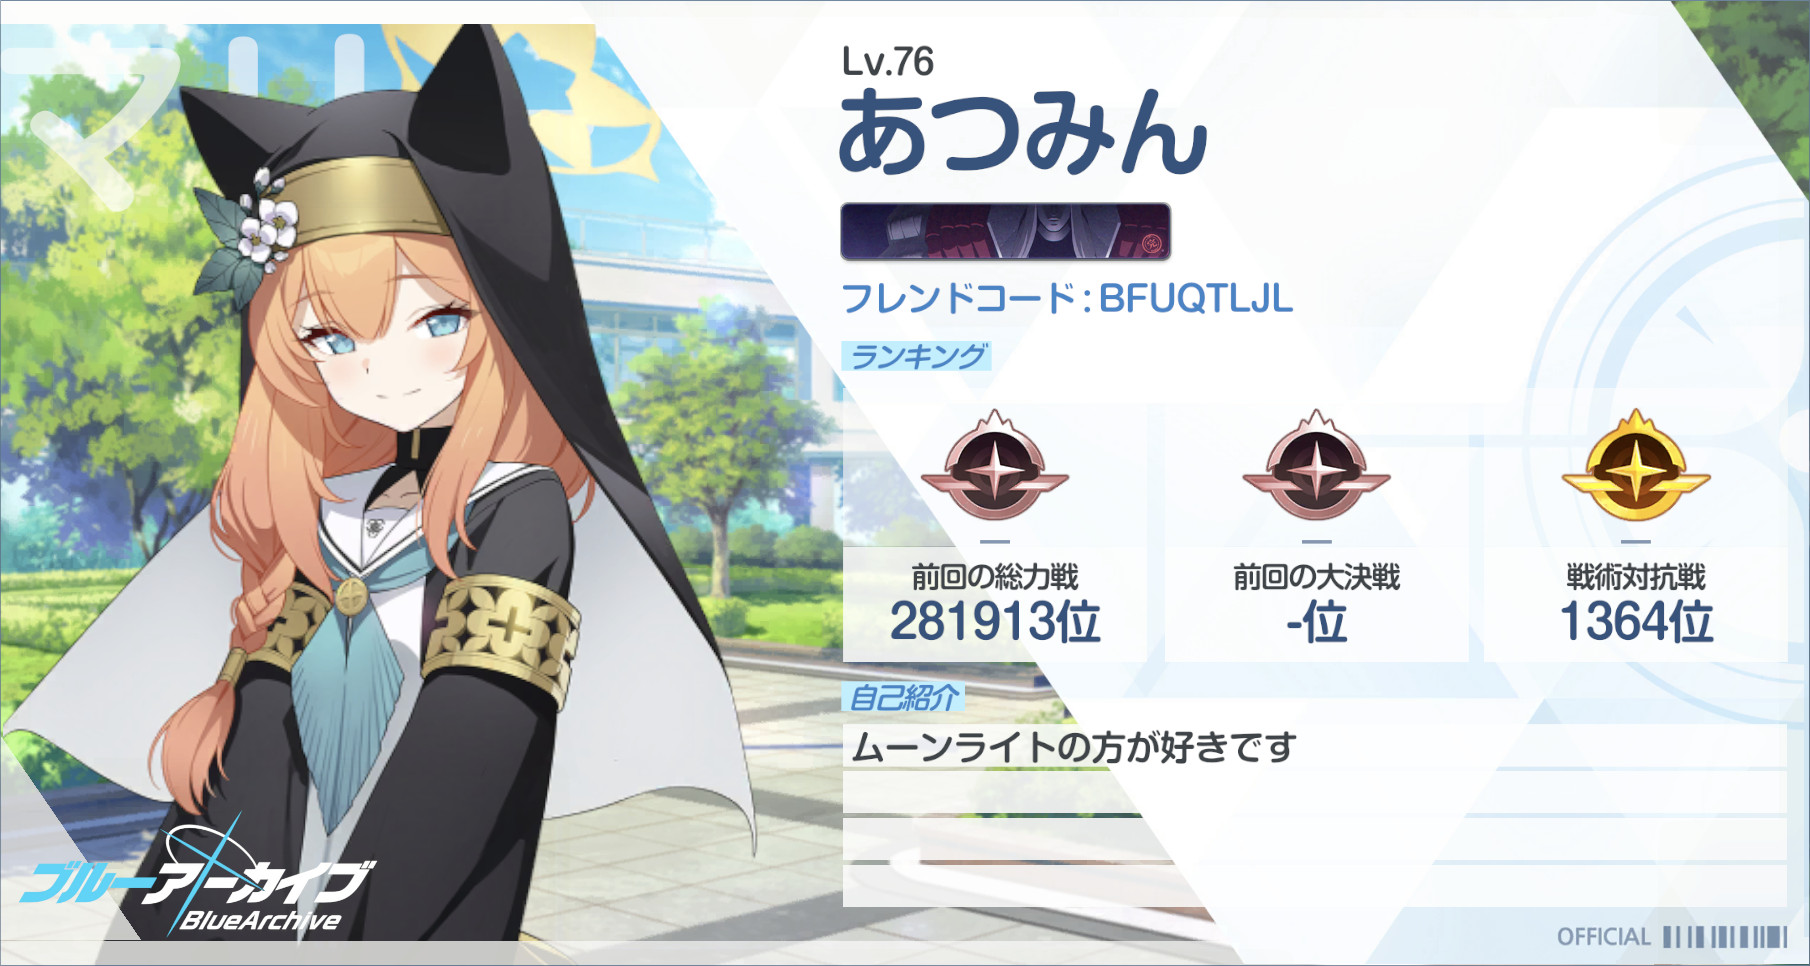 マリー
Lv.76
あつみん
フレンドコード：BFUQTLJL
ランキング
前回の総力戦
281913位
前回の大決戦
-位
戦術対抗戦
1364位
自己紹介
ムーンライトの方が好きです
ブルーアーカイブ
BlueArchive
OFFICIAL